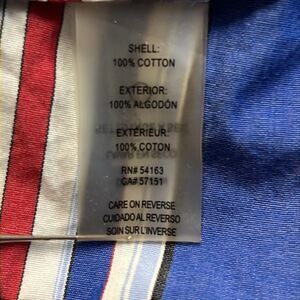 SHELL:
100% COTTON
EXTERIOR:
100% ALGODÓN
EXTÉRIEUR:
100% COTON
RN# 54163
CA# 57151
CARE ON REVERSE
CUIDADO AL REVERSO
SOIN SUR L'INVERSE